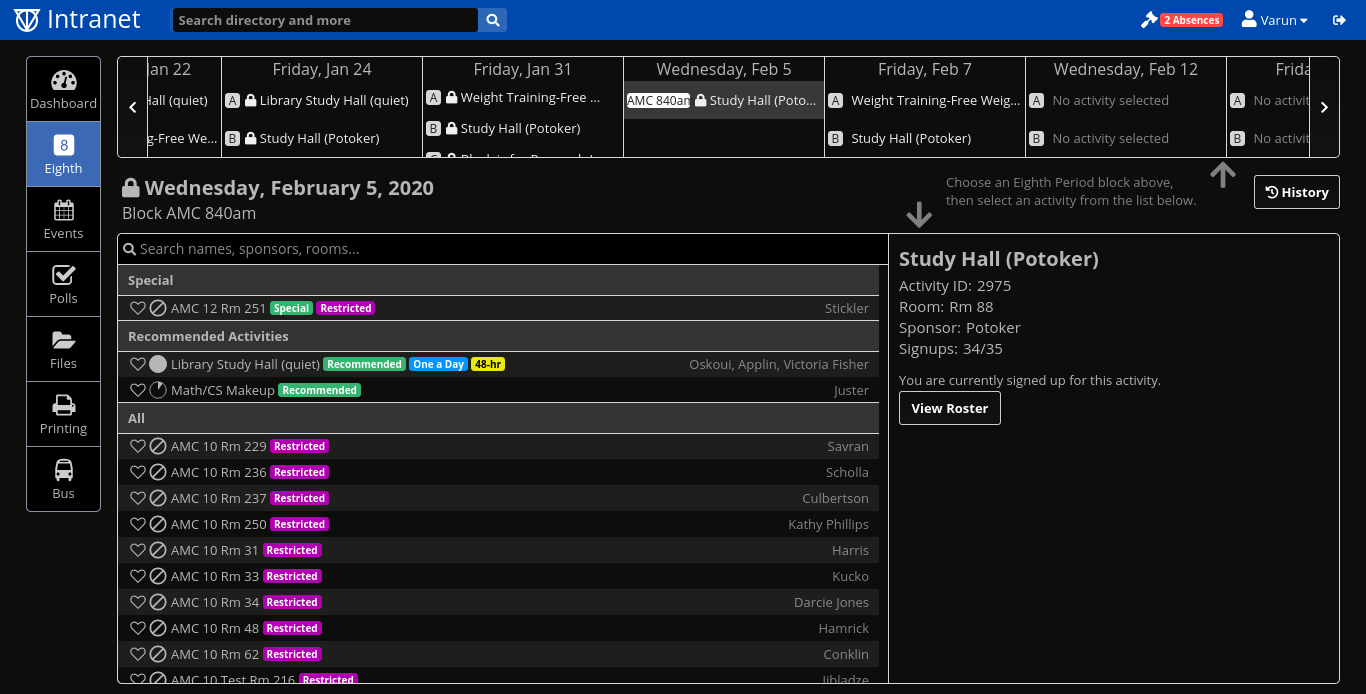 Intranet
Search directory and more
2 Absences
Varun
Dashboard
8
Eighth
Events
Polls
Files
Printing
Bus
an 22
Hall (quiet)
g-Free We...
Friday, Jan 24
A Library Study Hall (quiet)
B Study Hall (Potoker)
Friday, Jan 31
A Weight Training-Free ...
B Study Hall (Potoker)
Wednesday, Feb 5
AMC 840am Study Hall (Poto...
Friday, Feb 7
A Weight Training-Free Weig...
B Study Hall (Potoker)
Wednesday, Feb 12
A No activity selected
B No activity selected
Frida
A No activit
B No activit
Wednesday, February 5, 2020
Block AMC 840am
Choose an Eighth Period block above,
then select an activity from the list below.
History
Search names, sponsors, rooms...
Special
AMC 12 Rm 251 Special Restricted Stickler
Recommended Activities
Library Study Hall (quiet) Recommended One a Day 48-hr Oskoui, Applin, Victoria Fisher
Math/CS Makeup Recommended Juster
All
AMC 10 Rm 229 Restricted Savran
AMC 10 Rm 236 Restricted Scholla
AMC 10 Rm 237 Restricted Culbertson
AMC 10 Rm 250 Restricted Kathy Phillips
AMC 10 Rm 31 Restricted Harris
AMC 10 Rm 33 Restricted Kucko
AMC 10 Rm 34 Restricted Darcie Jones
AMC 10 Rm 48 Restricted Hamrick
AMC 10 Rm 62 Restricted Conklin
AMC 10 Test Rm 216 Restricted Jibladze
Study Hall (Potoker)
Activity ID: 2975
Room: Rm 88
Sponsor: Potoker
Signups: 34/35
You are currently signed up for this activity.
View Roster